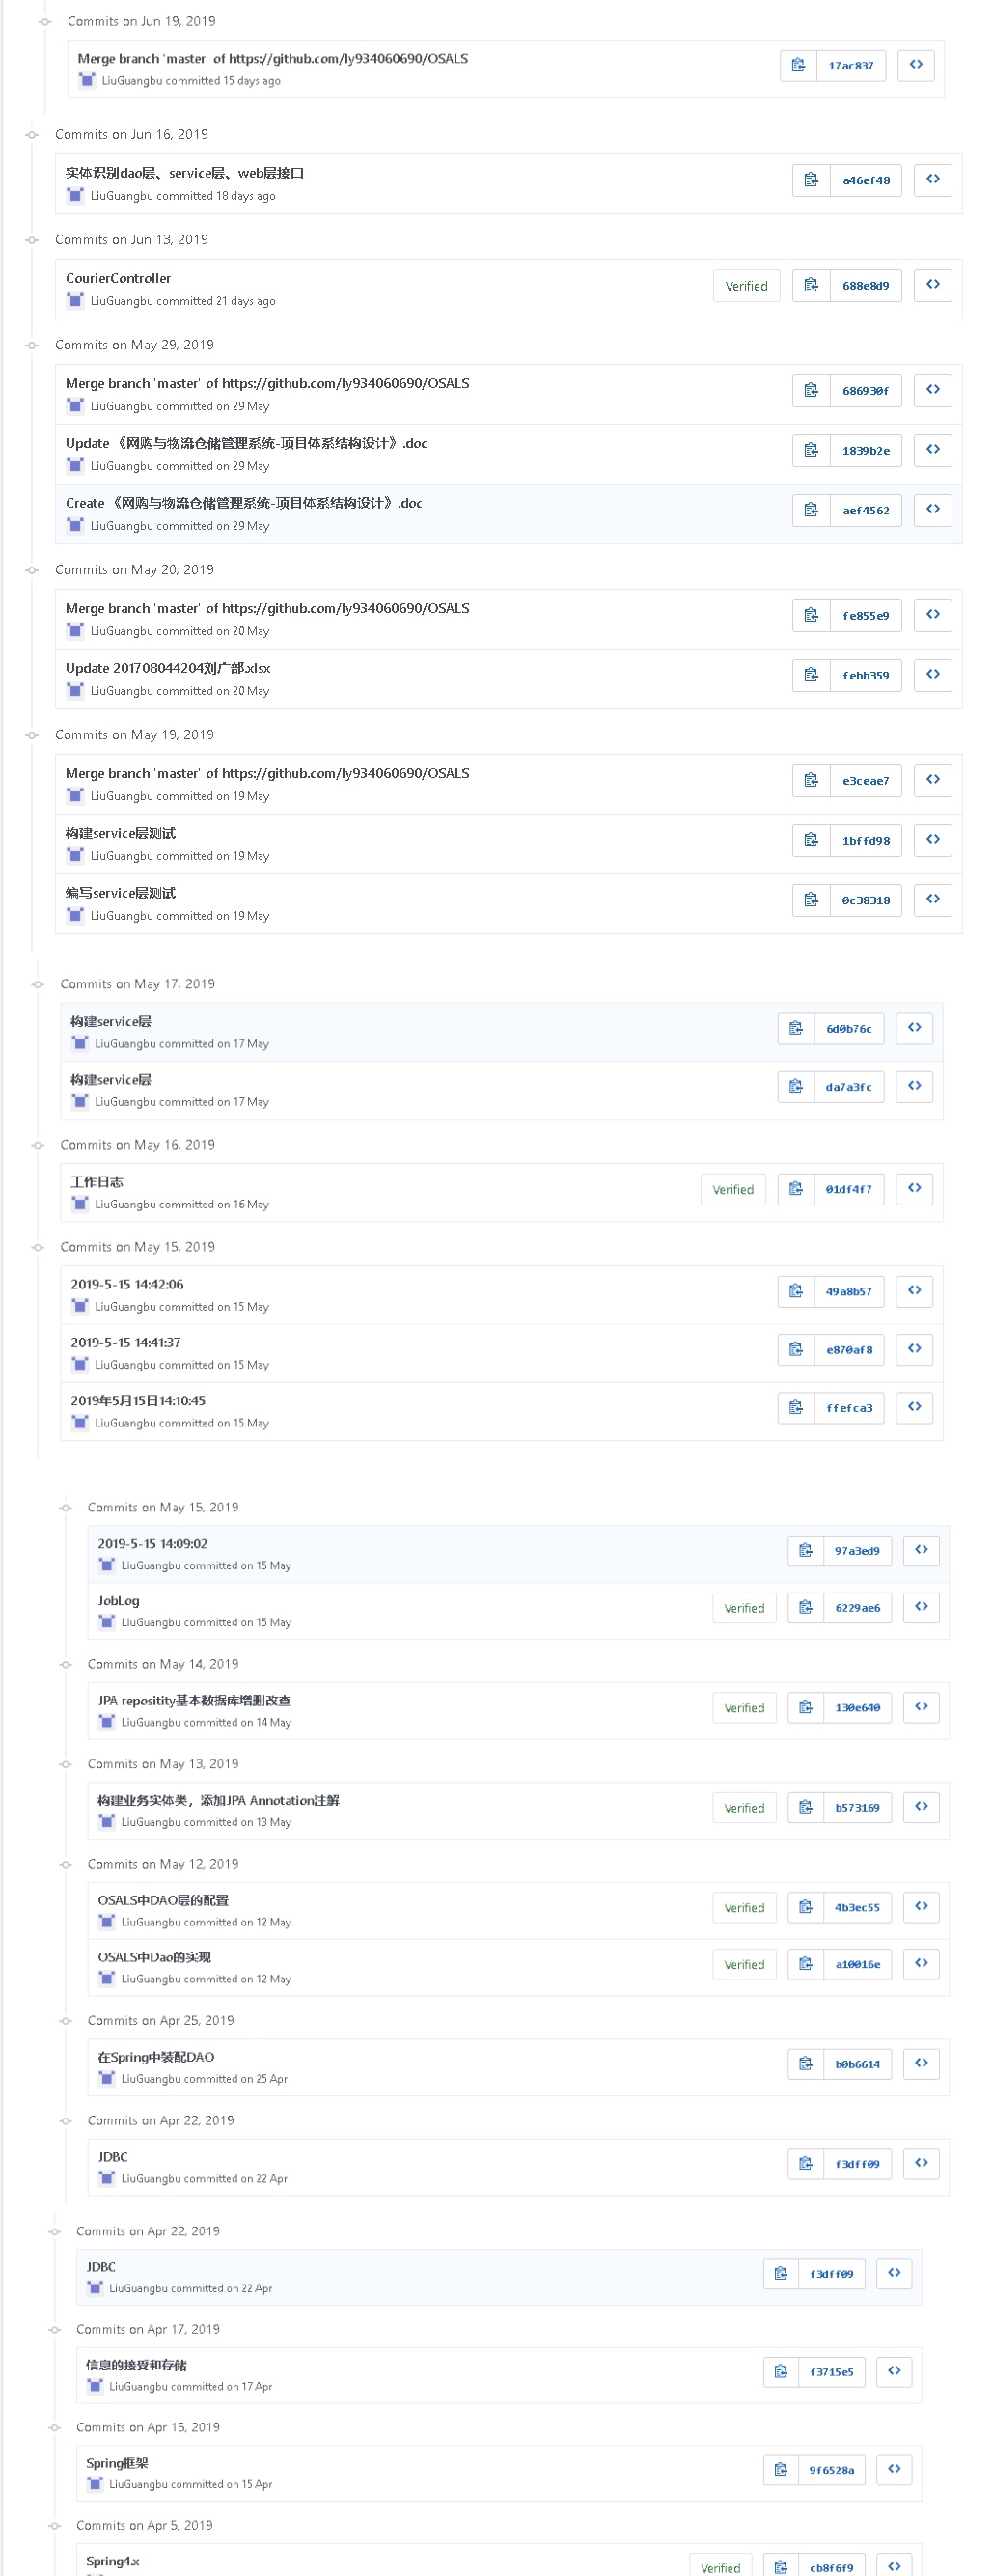 Commits on Jun 19, 2019
Merge branch 'master' of https://github.com/ly934060690/OSALS
LiuGuangbu committed 15 days ago
17ac837
Commits on Jun 16, 2019
实体识别dao层、service层、web层接口
LiuGuangbu committed 18 days ago
a46ef48
Commits on Jun 13, 2019
CourierController
LiuGuangbu committed 21 days ago
Verified
688e8d9
Commits on May 29, 2019
Merge branch 'master' of https://github.com/ly934060690/OSALS
LiuGuangbu committed on 29 May
686930f
Update 《网购与物流仓储管理系统-项目体系结构设计》.doc
LiuGuangbu committed on 29 May
1839b2e
Create 《网购与物流仓储管理系统-项目体系结构设计》.doc
LiuGuangbu committed on 29 May
aef4562
Commits on May 20, 2019
Merge branch 'master' of https://github.com/ly934060690/OSALS
LiuGuangbu committed on 20 May
fe855e9
Update 201708044204刘广部.xlsx
LiuGuangbu committed on 20 May
febb359
Commits on May 19, 2019
Merge branch 'master' of https://github.com/ly934060690/OSALS
LiuGuangbu committed on 19 May
e3ceae7
构建service层测试
LiuGuangbu committed on 19 May
1bffd98
编写service层测试
LiuGuangbu committed on 19 May
0c38318
Commits on May 17, 2019
构建service层
LiuGuangbu committed on 17 May
6d0b76c
构建service层
LiuGuangbu committed on 17 May
da7a3fc
Commits on May 16, 2019
工作日志
LiuGuangbu committed on 16 May
Verified
01df4f7
Commits on May 15, 2019
2019-5-15 14:42:06
LiuGuangbu committed on 15 May
49a8b57
2019-5-15 14:41:37
LiuGuangbu committed on 15 May
e870af8
2019年5月15日14:10:45
LiuGuangbu committed on 15 May
ffefca3
Commits on May 15, 2019
2019-5-15 14:09:02
LiuGuangbu committed on 15 May
97a3ed9
JobLog
LiuGuangbu committed on 15 May
Verified
6229ae6
Commits on May 14, 2019
JPA repositity基本数据库增删改查
LiuGuangbu committed on 14 May
Verified
130e640
Commits on May 13, 2019
构建业务实体类，添加JPA Annotation注解
LiuGuangbu committed on 13 May
Verified
b573169
Commits on May 12, 2019
OSALS中DAO层的配置
LiuGuangbu committed on 12 May
Verified
4b3ec55
OSALS中Dao的实现
LiuGuangbu committed on 12 May
Verified
a10016e
Commits on Apr 25, 2019
在Spring中装配DAO
LiuGuangbu committed on 25 Apr
b0b6614
Commits on Apr 22, 2019
JDBC
LiuGuangbu committed on 22 Apr
f3dff09
Commits on Apr 22, 2019
JDBC
LiuGuangbu committed on 22 Apr
f3dff09
Commits on Apr 17, 2019
信息的接受和存储
LiuGuangbu committed on 17 Apr
f3715e5
Commits on Apr 15, 2019
Spring框架
LiuGuangbu committed on 15 Apr
9f6528a
Commits on Apr 5, 2019
Spring4.x
Verified
cb8f6f9